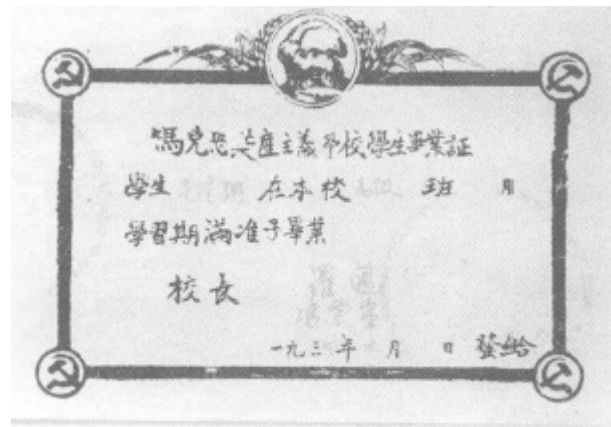 馬克思共產主義學校學生畢業証
學生 在本校 班 月
學習期滿准予畢業
校長
一九三 年 月 日 發給